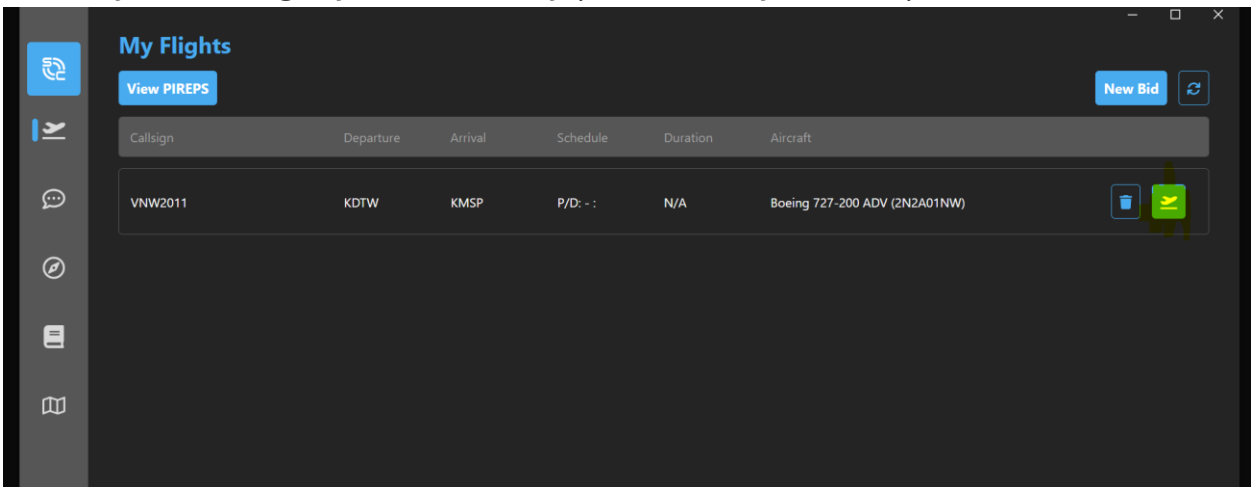 My Flights
View PIREPS
New Bid
Callsign Departure Arrival Schedule Duration Aircraft
VNW2011 KDTW KMSP P/D: - : N/A Boeing 727-200 ADV (2N2A01NW)